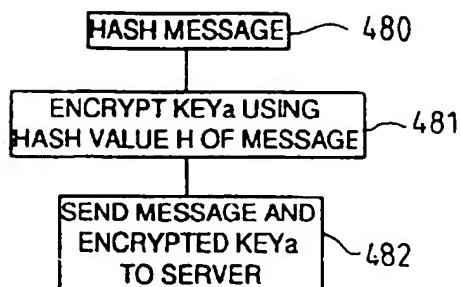 HASH MESSAGE
480
ENCRYPT KEYa USING
HASH VALUE H OF MESSAGE
481
SEND MESSAGE AND
ENCRYPTED KEYa
TO SERVER
482